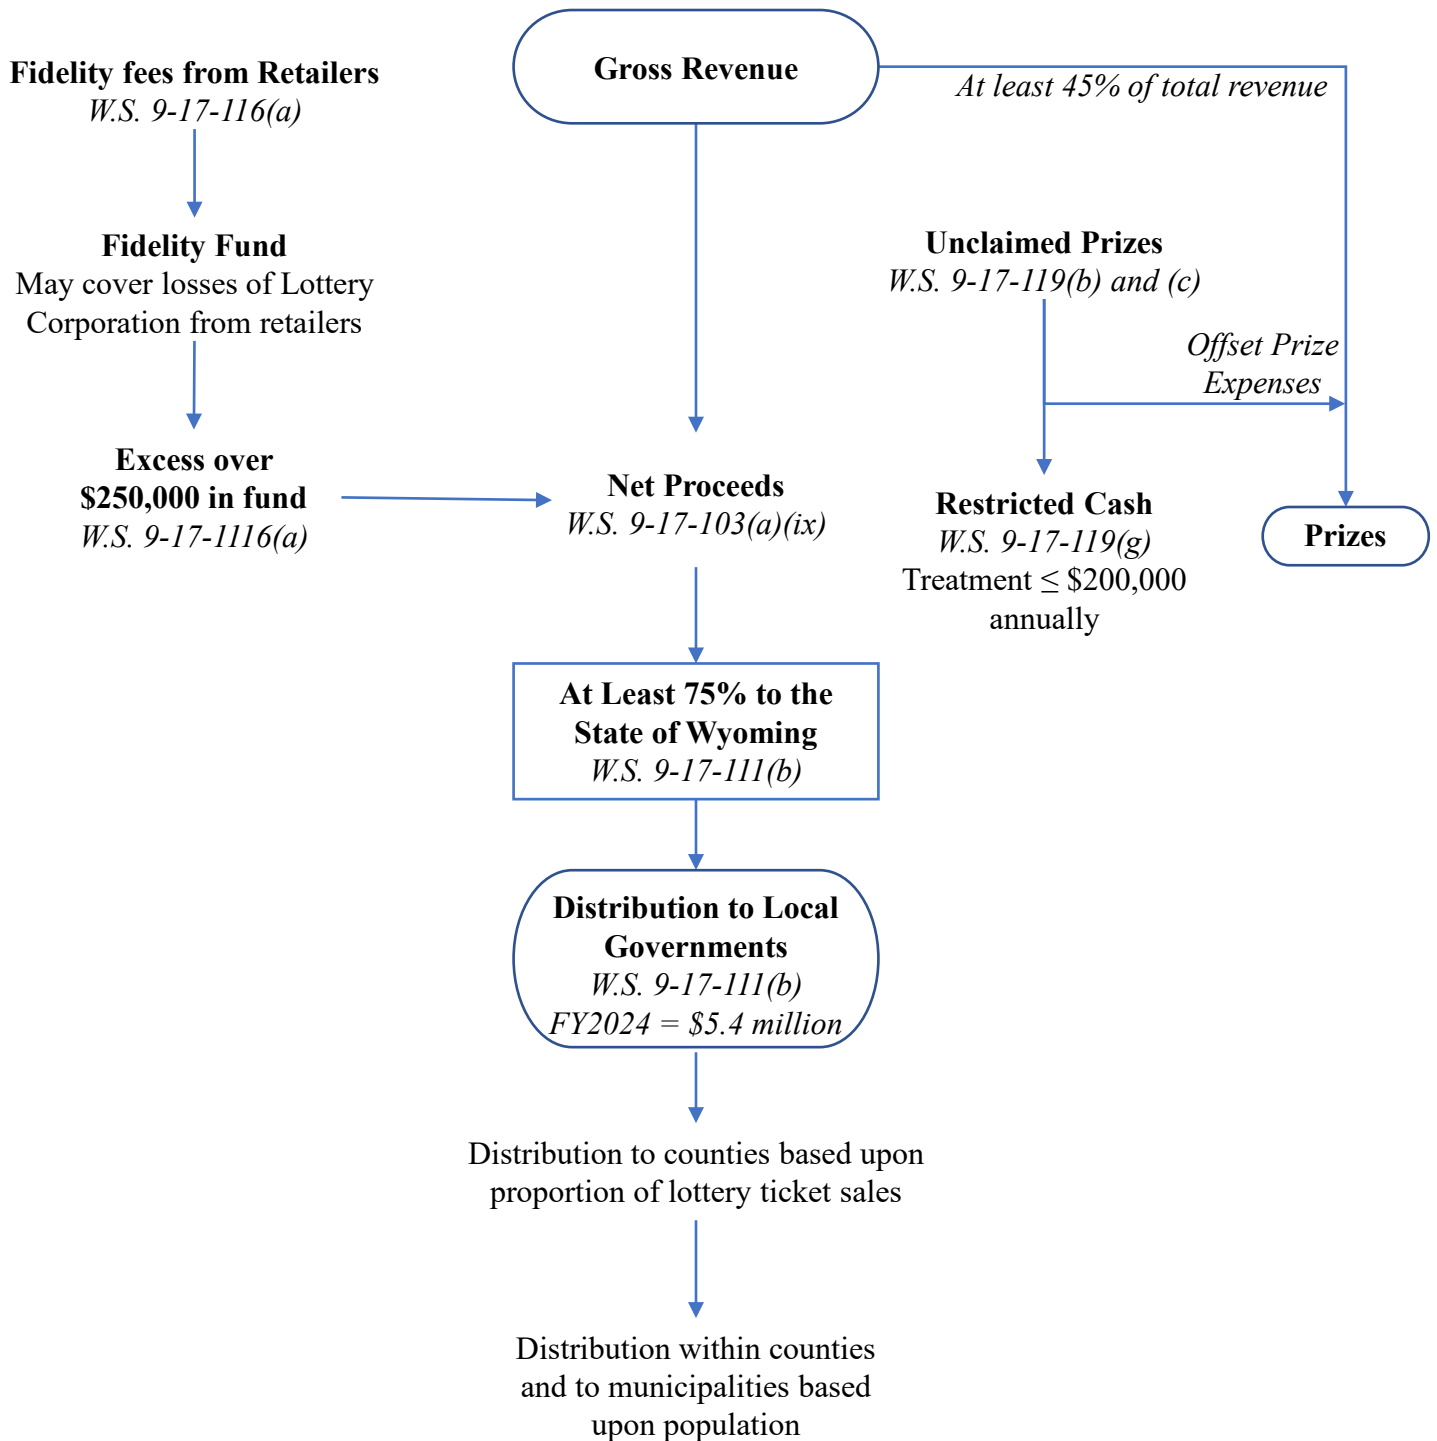 Fidelity fees from Retailers
W.S. 9-17-116(a)
Fidelity Fund
May cover losses of Lottery
Corporation from retailers
Excess over
$250,000 in fund
W.S. 9-17-1116(a)
Gross Revenue
At least 45% of total revenue
Unclaimed Prizes
W.S. 9-17-119(b) and (c)
Offset Prize
Expenses
Net Proceeds
W.S. 9-17-103(a)(ix)
Restricted Cash
W.S. 9-17-119(g)
Treatment ≤ $200,000
annually
Prizes
At Least 75% to the
State of Wyoming
W.S. 9-17-111(b)
Distribution to Local
Governments
W.S. 9-17-111(b)
FY2024 = $5.4 million
Distribution to counties based upon
proportion of lottery ticket sales
Distribution within counties
and to municipalities based
upon population